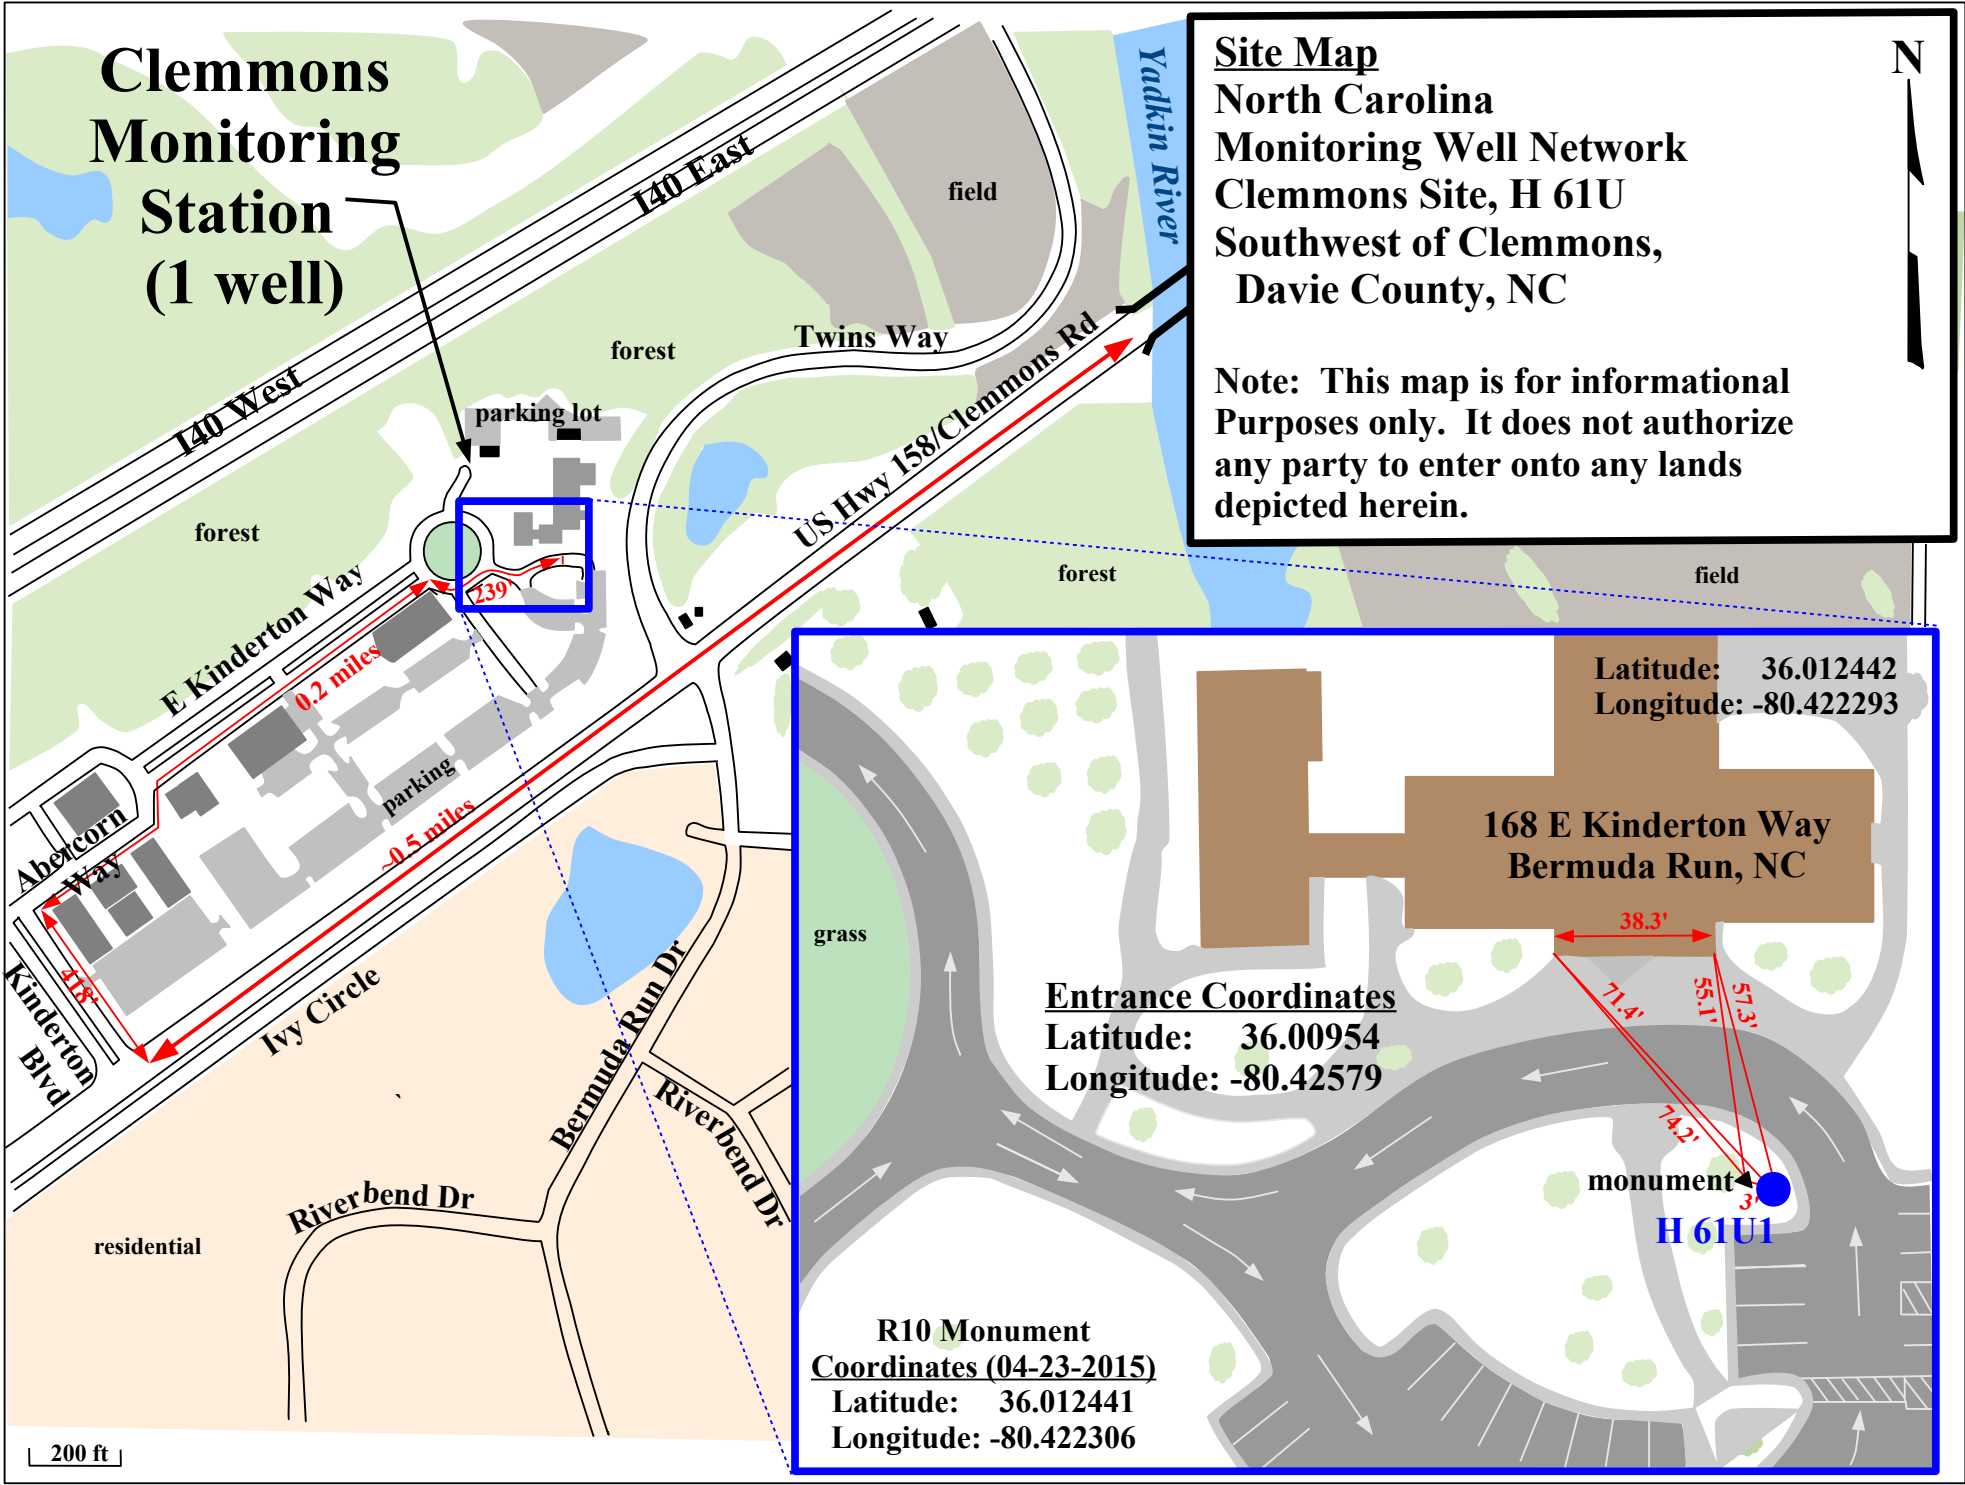 Clemmons
Monitoring
Station
(1 well)
Site Map
N
North Carolina
Monitoring Well Network
Clemmons Site, H 61U
Southwest of Clemmons,
Davie County, NC
Note: This map is for informational
Purposes only. It does not authorize
any party to enter onto any lands
depicted herein.
Yadkin River
I40 East
I40 West
field
forest
Twins Way
US Hwy 158/Clemmons Rd
parking lot
forest
forest
field
239'
E Kinderton Way
0.2 miles
parking
~0.5 miles
Abercorn
Way
418'
Kinderton
Blvd
Ivy Circle
Bermuda Run Dr
Riverbend Dr
Riverbend Dr
residential
200 ft
Latitude: 36.012442
Longitude: -80.422293
168 E Kinderton Way
Bermuda Run, NC
38.3'
grass
Entrance Coordinates
Latitude: 36.00954
Longitude: -80.42579
71.4'
55.1'
57.3'
74.2'
monument
3'
H 61U1
R10 Monument
Coordinates (04-23-2015)
Latitude: 36.012441
Longitude: -80.422306